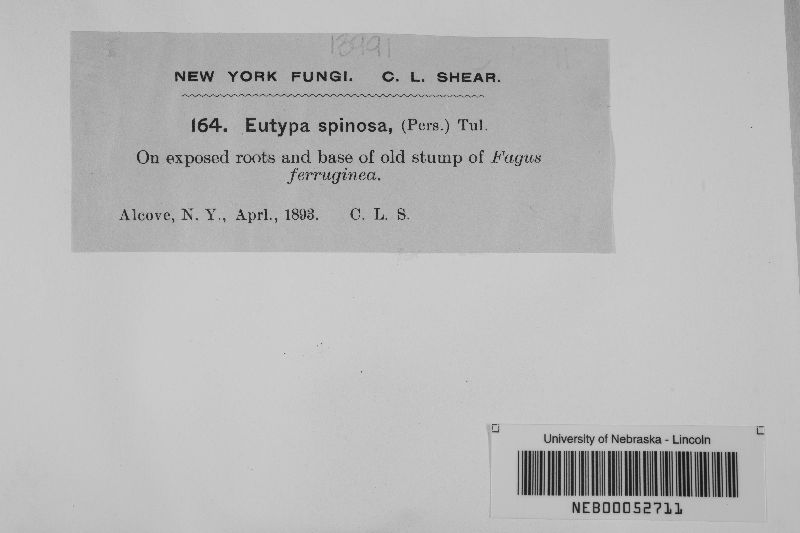 18491
NEW YORK FUNGI. C. L. SHEAR.
164. Eutypa spinosa, (Pers.) Tul.
On exposed roots and base of old stump of Fagus
ferruginea.
Alcove, N. Y., Aprl., 1893. C. L. S.
University of Nebraska - Lincoln
NEB00052711